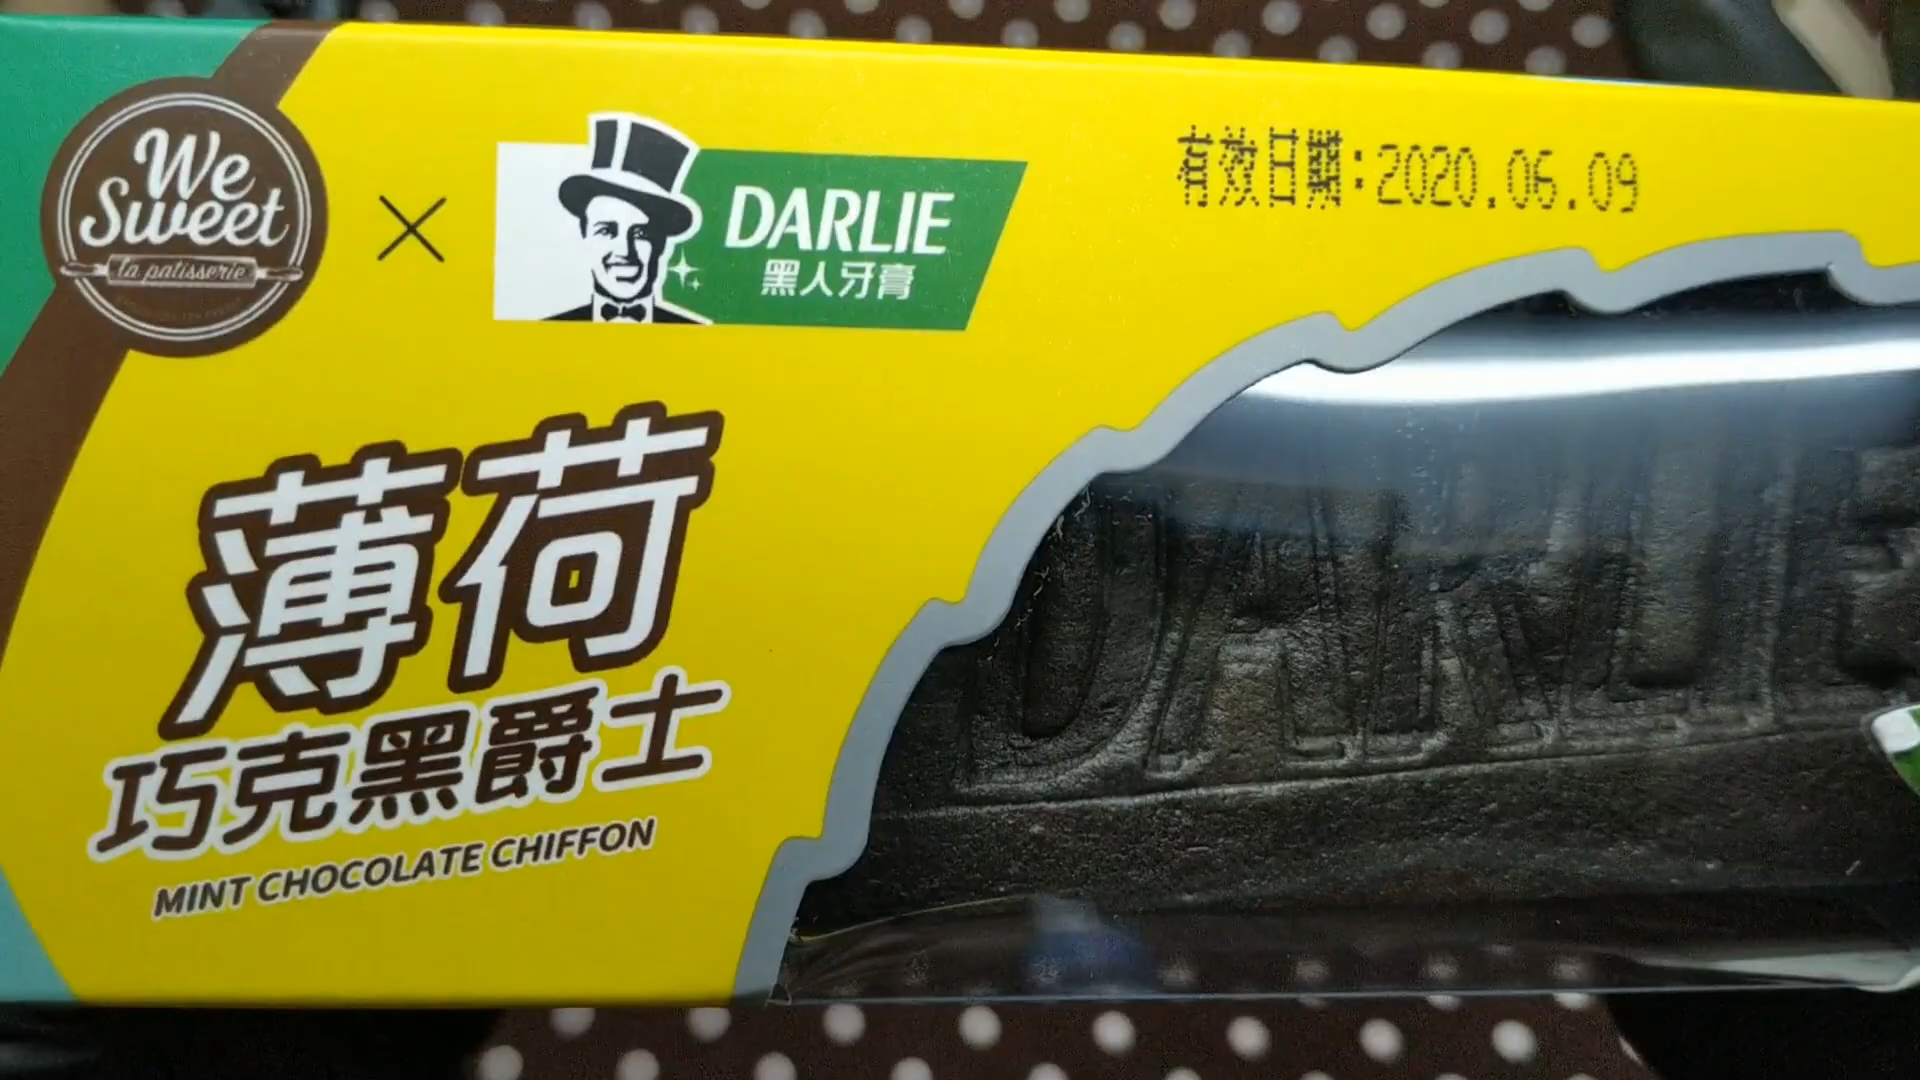 We
Sweet
la patisserie
×
DARLIE
黑人牙膏
有效日期:2020.06.09
薄荷
巧克黑爵士
MINT CHOCOLATE CHIFFON
DARLIE